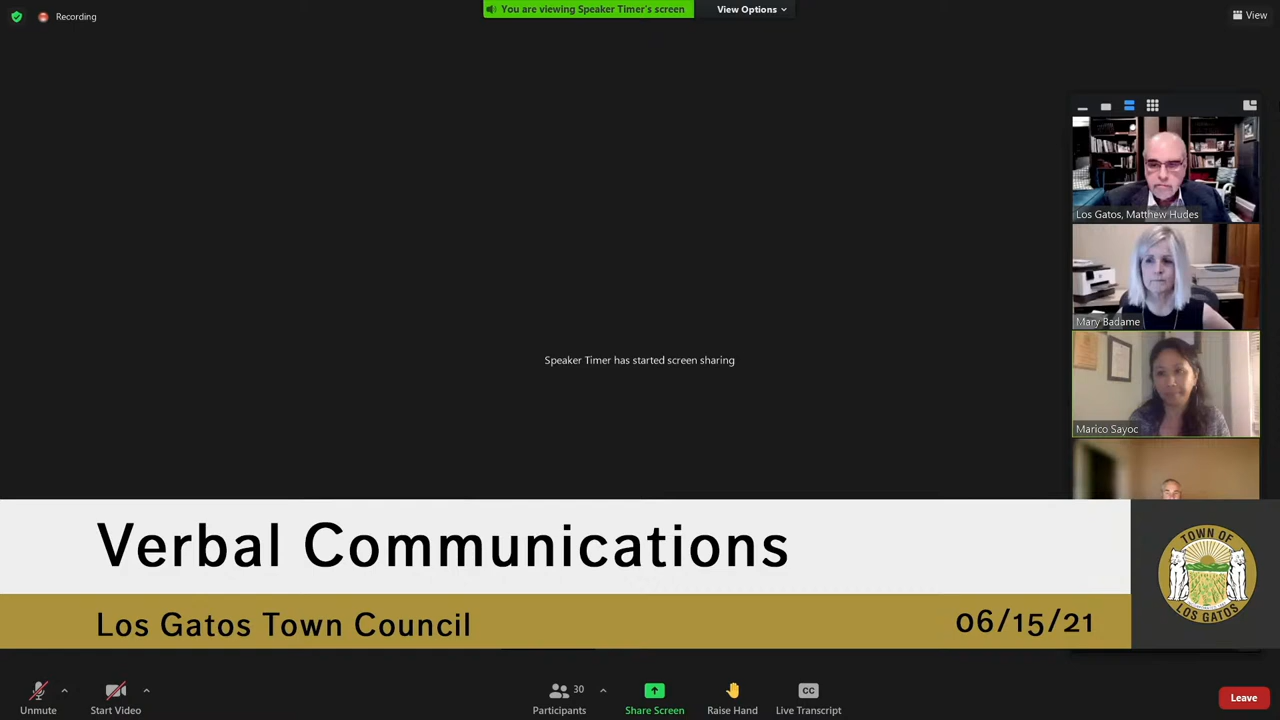 Recording
You are viewing Speaker Timer's screen
View Options
View
Los Gatos, Matthew Hudes
Mary Badame
Speaker Timer has started screen sharing
Marico Sayoc
Verbal Communications
Los Gatos Town Council
06/15/21
TOWN OF
LOS GATOS
Unmute
Start Video
30
Participants
Share Screen
Raise Hand
CC
Live Transcript
Leave